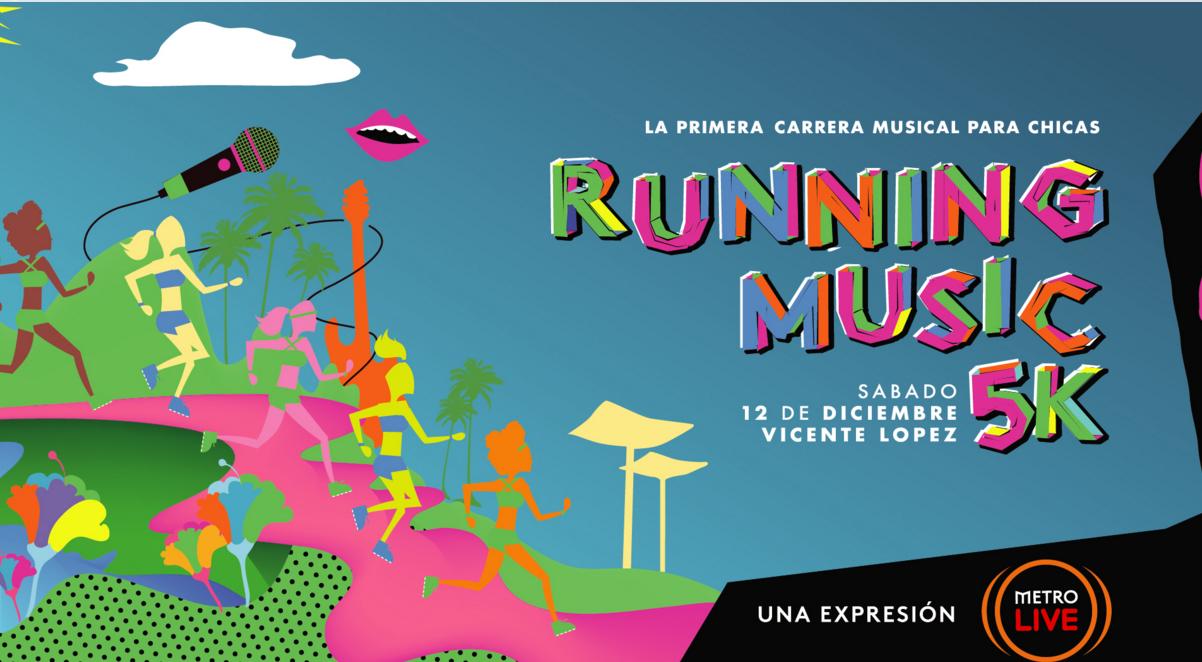 LA PRIMERA CARRERA MUSICAL PARA CHICAS
RUNNING
MUSIC
5K
SABADO
12 DE DICIEMBRE
VICENTE LOPEZ
UNA EXPRESIÓN
METRO
LIVE